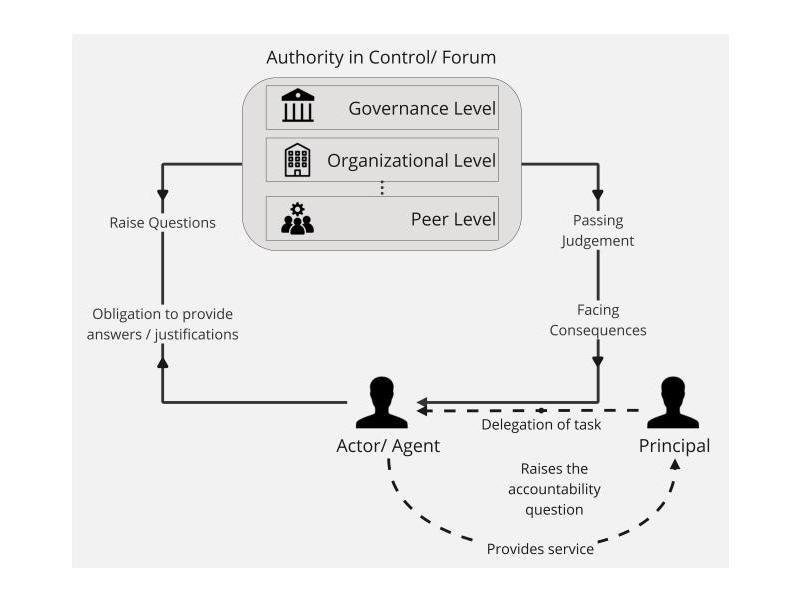 Authority in Control/ Forum
Governance Level
Organizational Level
Peer Level
Raise Questions
Passing
Judgement
Obligation to provide
answers / justifications
Facing
Consequences
Delegation of task
Actor/ Agent
Principal
Raises the
accountability
question
Provides service